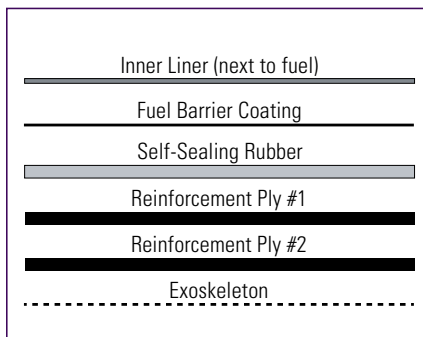 Inner Liner (next to fuel)
Fuel Barrier Coating
Self-Sealing Rubber
Reinforcement Ply #1
Reinforcement Ply #2
Exoskeleton